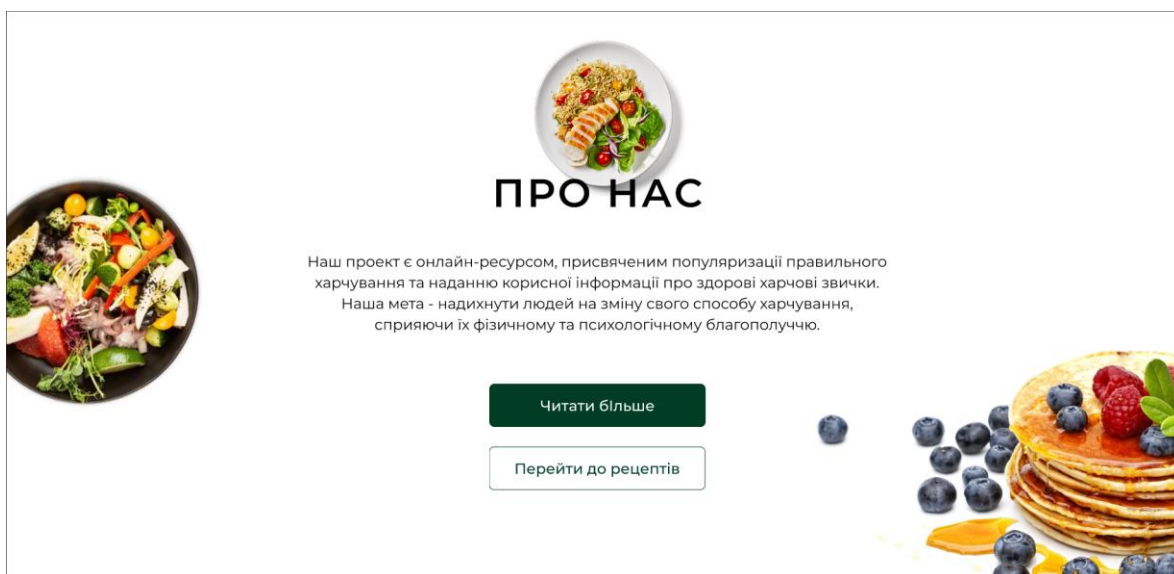 ПРО НАС
Наш проект є онлайн-ресурсом, присвяченим популяризації правильного
харчування та наданню корисної інформації про здорові харчові звички.
Наша мета - надихнути людей на зміну свого способу харчування,
сприяючи їх фізичному та психологічному благополуччю.
Читати більше
Перейти до рецептів